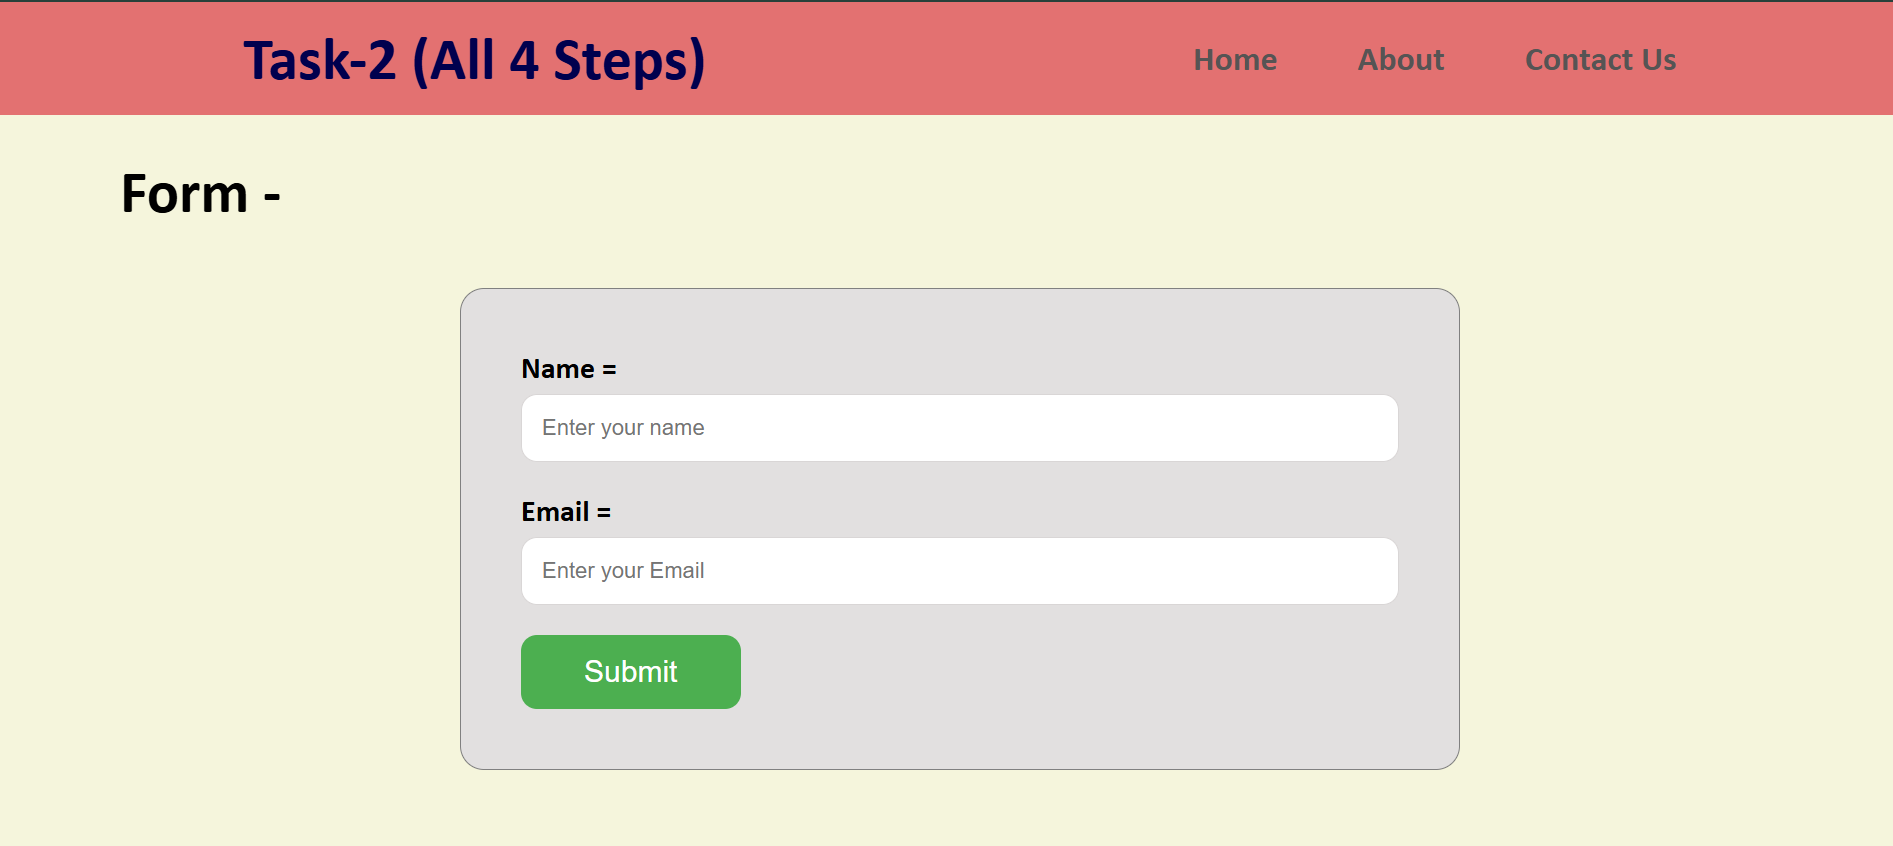 Task-2 (All 4 Steps) Home About Contact Us
Form -
Name =
Enter your name
Email =
Enter your Email
Submit